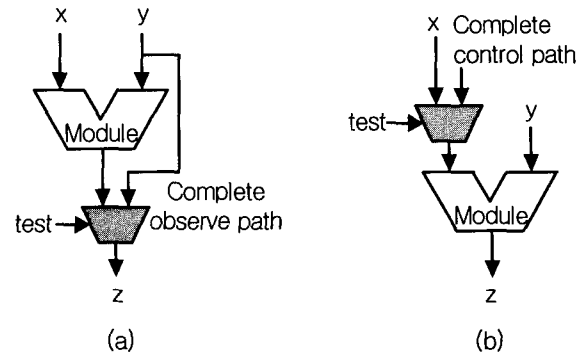 x y
Module
Complete
test observe path
z
(a)
x Complete
control path
test
y
Module
z
(b)